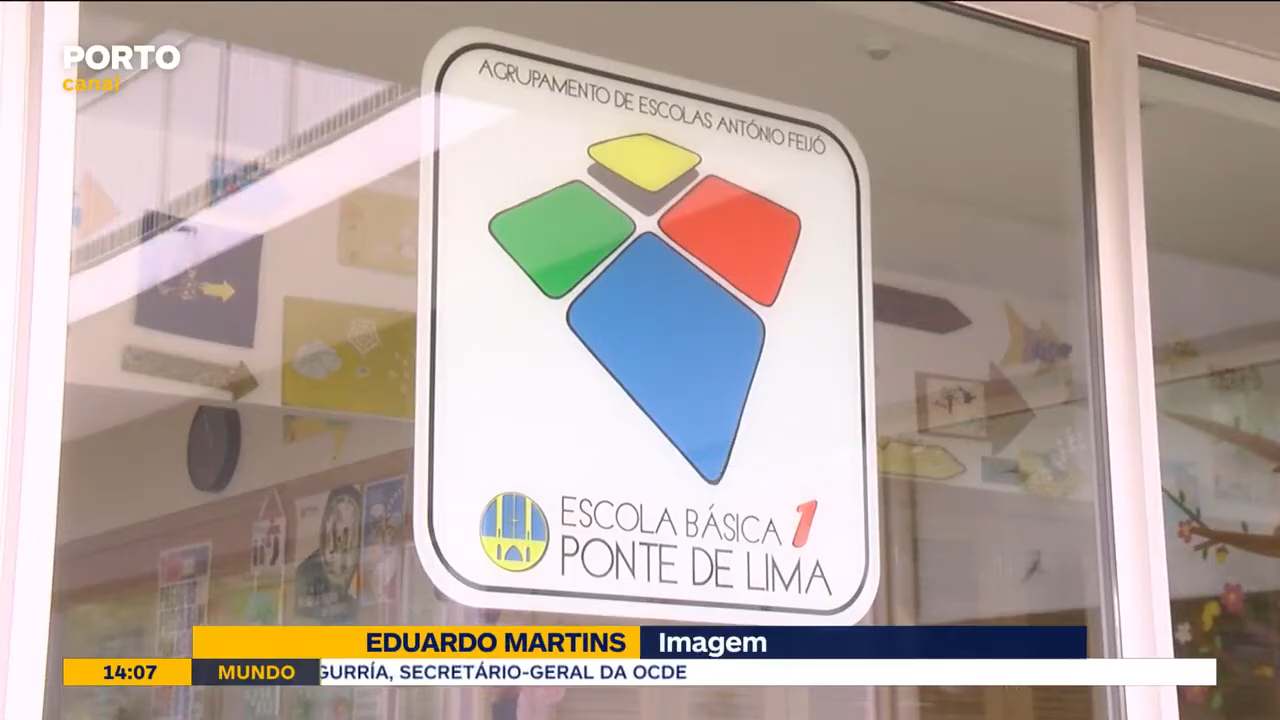 PORTO
canal
AGRUPAMENTO DE ESCOLAS ANTÓNIO FEIJÓ
ESCOLA BÁSICA 1
PONTE DE LIMA
EDUARDO MARTINS Imagem
14:07 MUNDO GURRÍA, SECRETÁRIO-GERAL DA OCDE